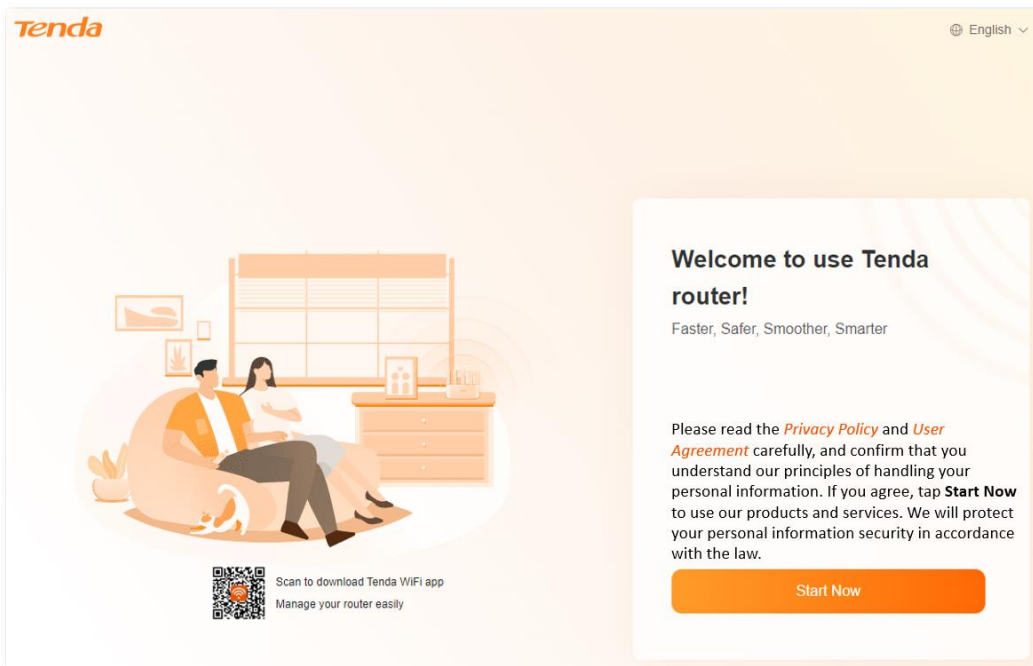 Tenda
English
Welcome to use Tenda
router!
Faster, Safer, Smoother, Smarter
Please read the Privacy Policy and User
Agreement carefully, and confirm that you
understand our principles of handling your
personal information. If you agree, tap Start Now
to use our products and services. We will protect
your personal information security in accordance
with the law.
Start Now
Scan to download Tenda WiFi app
Manage your router easily